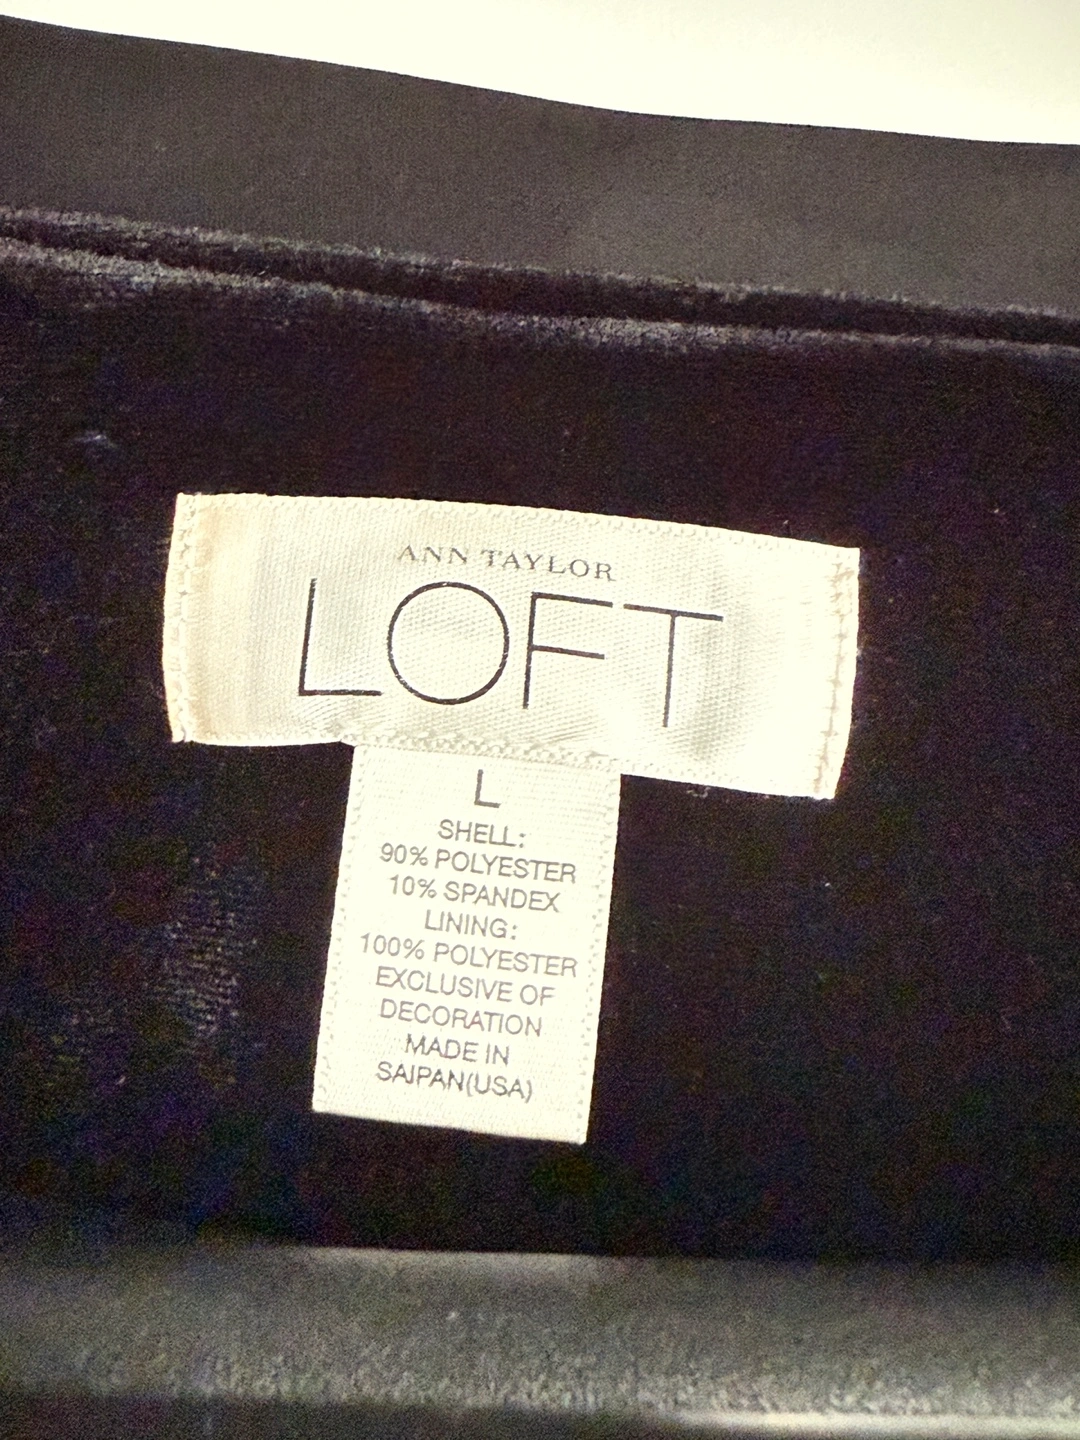 ANN TAYLOR
LOFT
L
SHELL:
90% POLYESTER
10% SPANDEX
LINING:
100% POLYESTER
EXCLUSIVE OF
DECORATION
MADE IN
SAIPAN(USA)